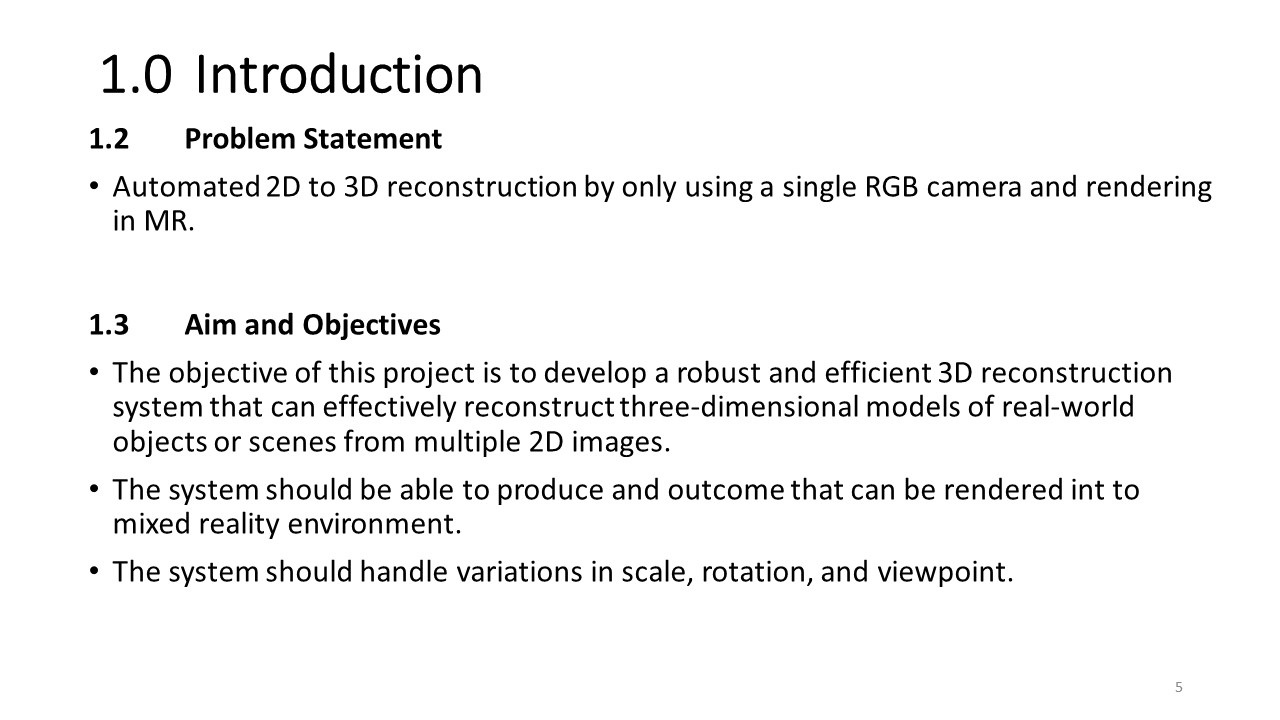 1.0 Introduction
1.2 Problem Statement
• Automated 2D to 3D reconstruction by only using a single RGB camera and rendering
in MR.
1.3 Aim and Objectives
• The objective of this project is to develop a robust and efficient 3D reconstruction
system that can effectively reconstruct three-dimensional models of real-world
objects or scenes from multiple 2D images.
• The system should be able to produce and outcome that can be rendered int to
mixed reality environment.
• The system should handle variations in scale, rotation, and viewpoint.
5